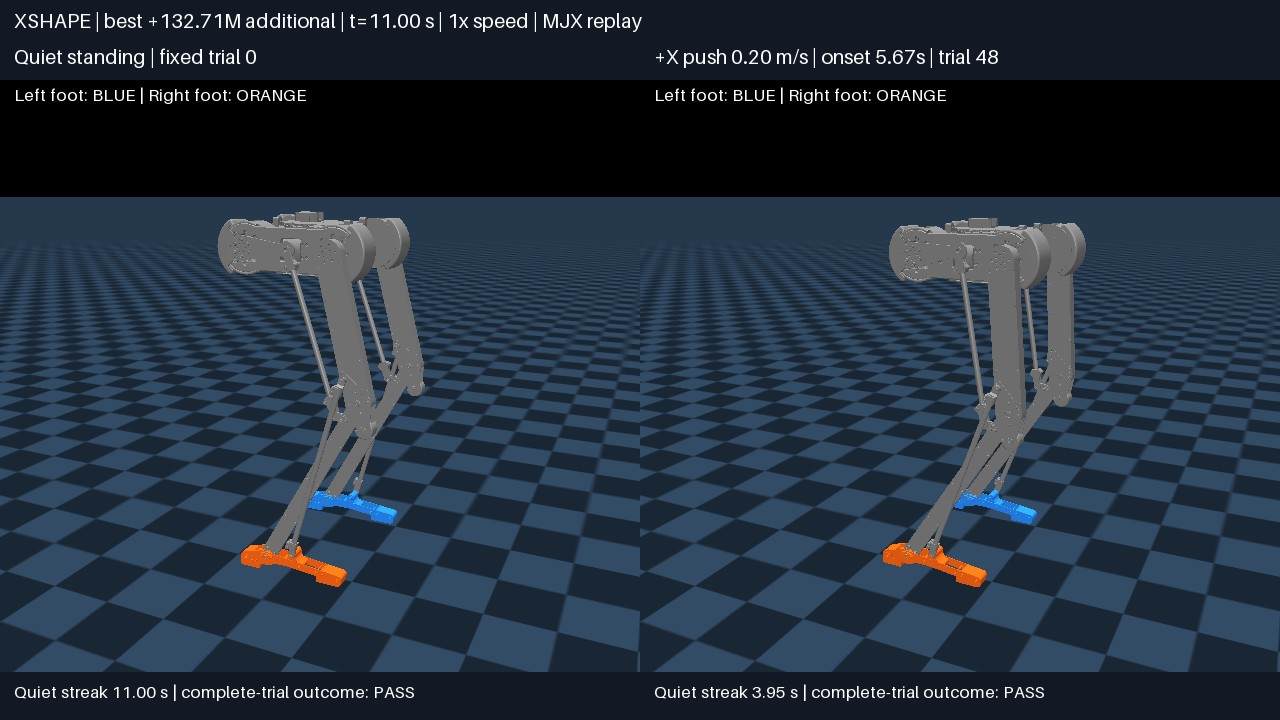 XSHAPE | best +132.71M additional | t=11.00 s | 1x speed | MJX replay
Quiet standing | fixed trial 0
+X push 0.20 m/s | onset 5.67s | trial 48
Left foot: BLUE | Right foot: ORANGE
Left foot: BLUE | Right foot: ORANGE
Quiet streak 11.00 s | complete-trial outcome: PASS
Quiet streak 3.95 s | complete-trial outcome: PASS